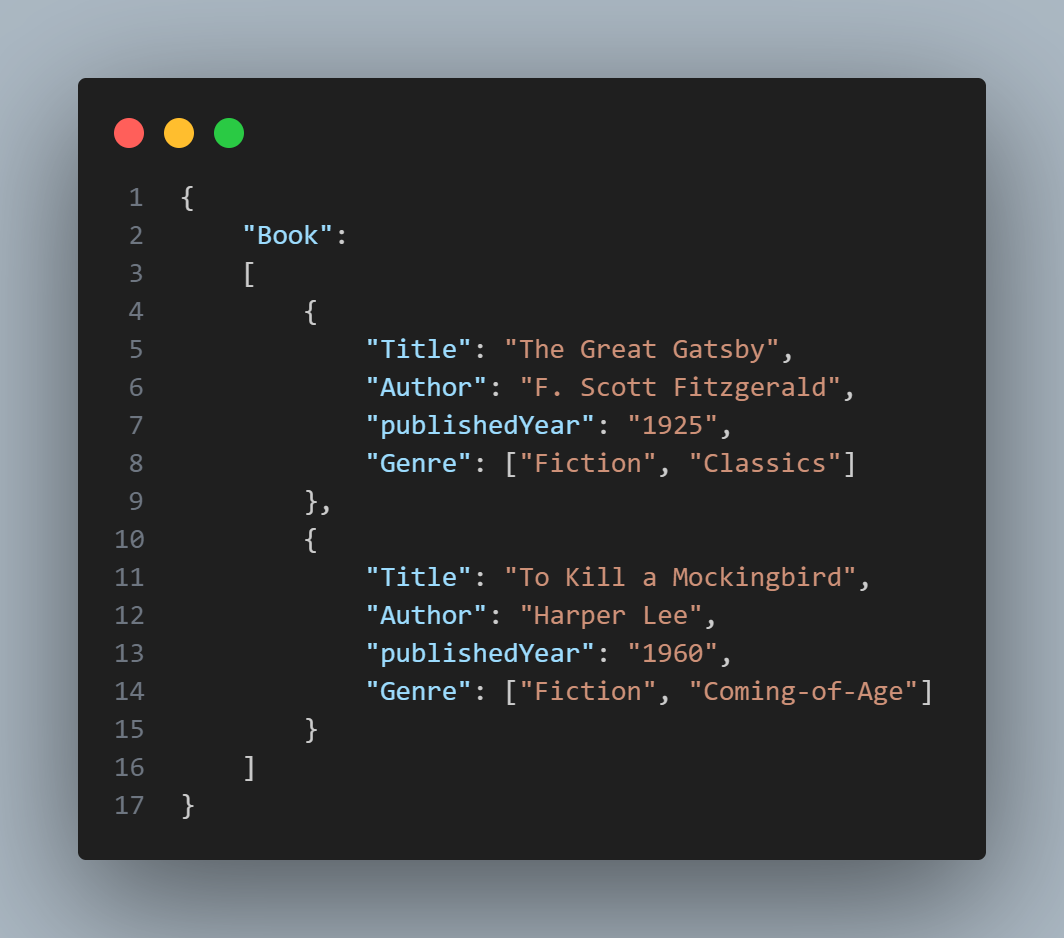 1 {
2     "Book":
3     [
4         {
5             "Title": "The Great Gatsby",
6             "Author": "F. Scott Fitzgerald",
7             "publishedYear": "1925",
8             "Genre": ["Fiction", "Classics"]
9         },
10         {
11             "Title": "To Kill a Mockingbird",
12             "Author": "Harper Lee",
13             "publishedYear": "1960",
14             "Genre": ["Fiction", "Coming-of-Age"]
15         }
16     ]
17 }